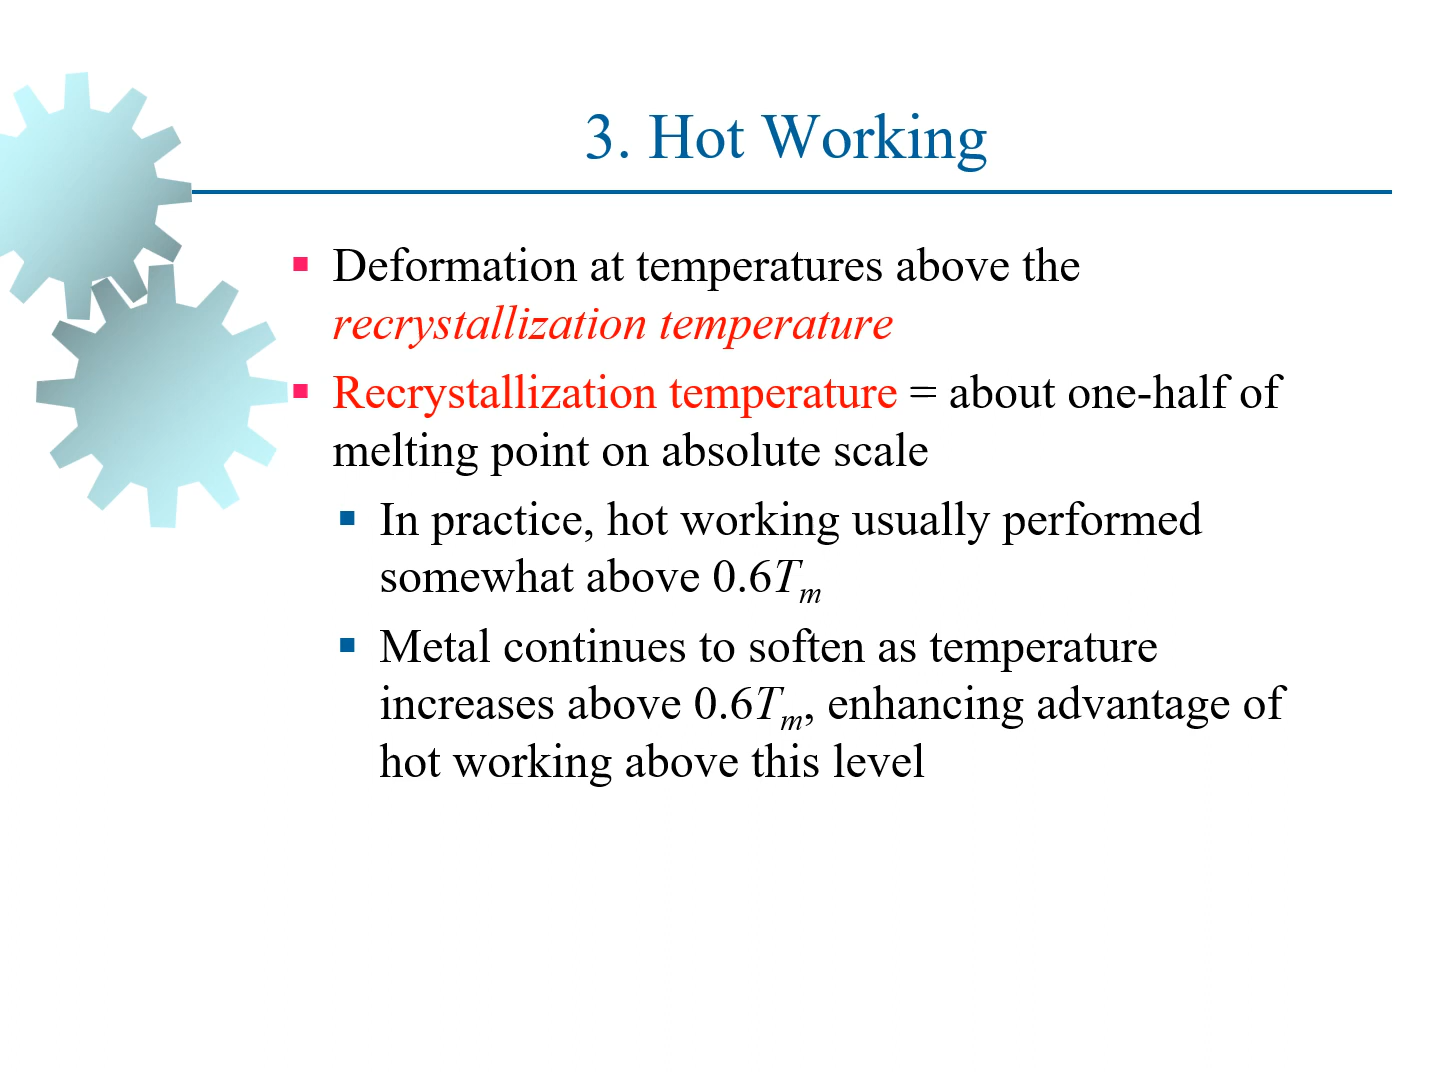 3. Hot Working
▪ Deformation at temperatures above the
recrystallization temperature
▪ Recrystallization temperature = about one-half of
melting point on absolute scale
▪ In practice, hot working usually performed
somewhat above 0.6Tm
▪ Metal continues to soften as temperature
increases above 0.6Tm, enhancing advantage of
hot working above this level